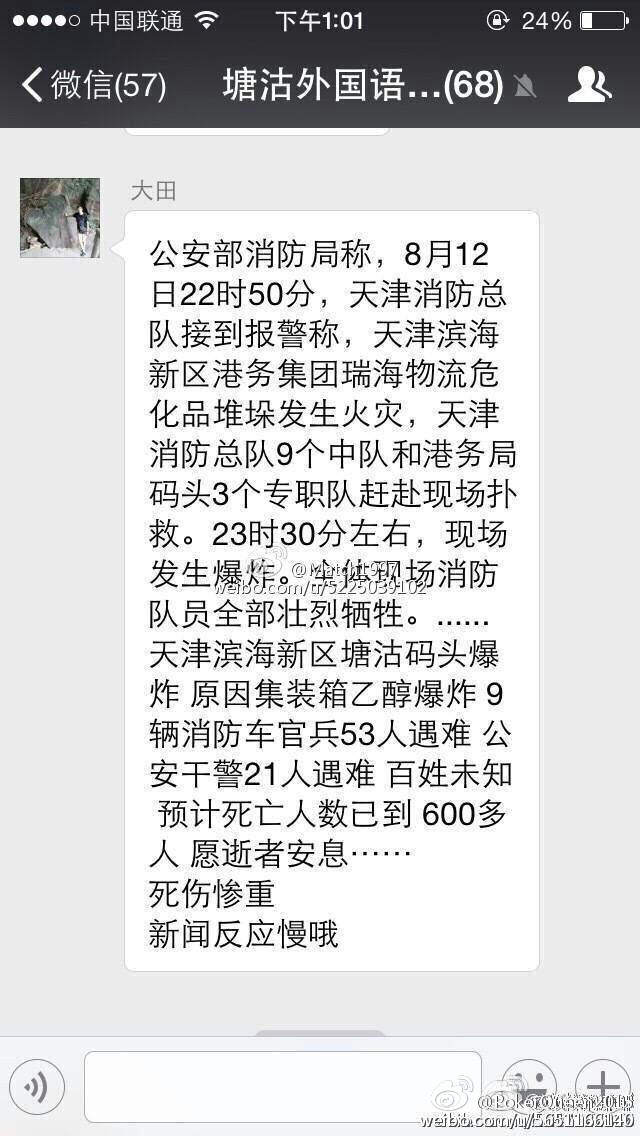 中国联通
下午1:01
24%
微信(57)
塘沽外国语...(68)
大田
公安部消防局称，8月12
日22时50分，天津消防总
队接到报警称，天津滨海
新区港务集团瑞海物流危
化品堆垛发生火灾，天津
消防总队9个中队和港务局
码头3个专职队赶赴现场扑
救。23时30分左右，现场
发生爆炸。全体现场消防
@Match1997
weibo.com/u/5225039102
队员全部壮烈牺牲。......
天津滨海新区塘沽码头爆
炸 原因集装箱乙醇爆炸 9
辆消防车官兵53人遇难 公
安干警21人遇难 百姓未知
预计死亡人数已到 600多
人 愿逝者安息……
死伤惨重
新闻反应慢哦